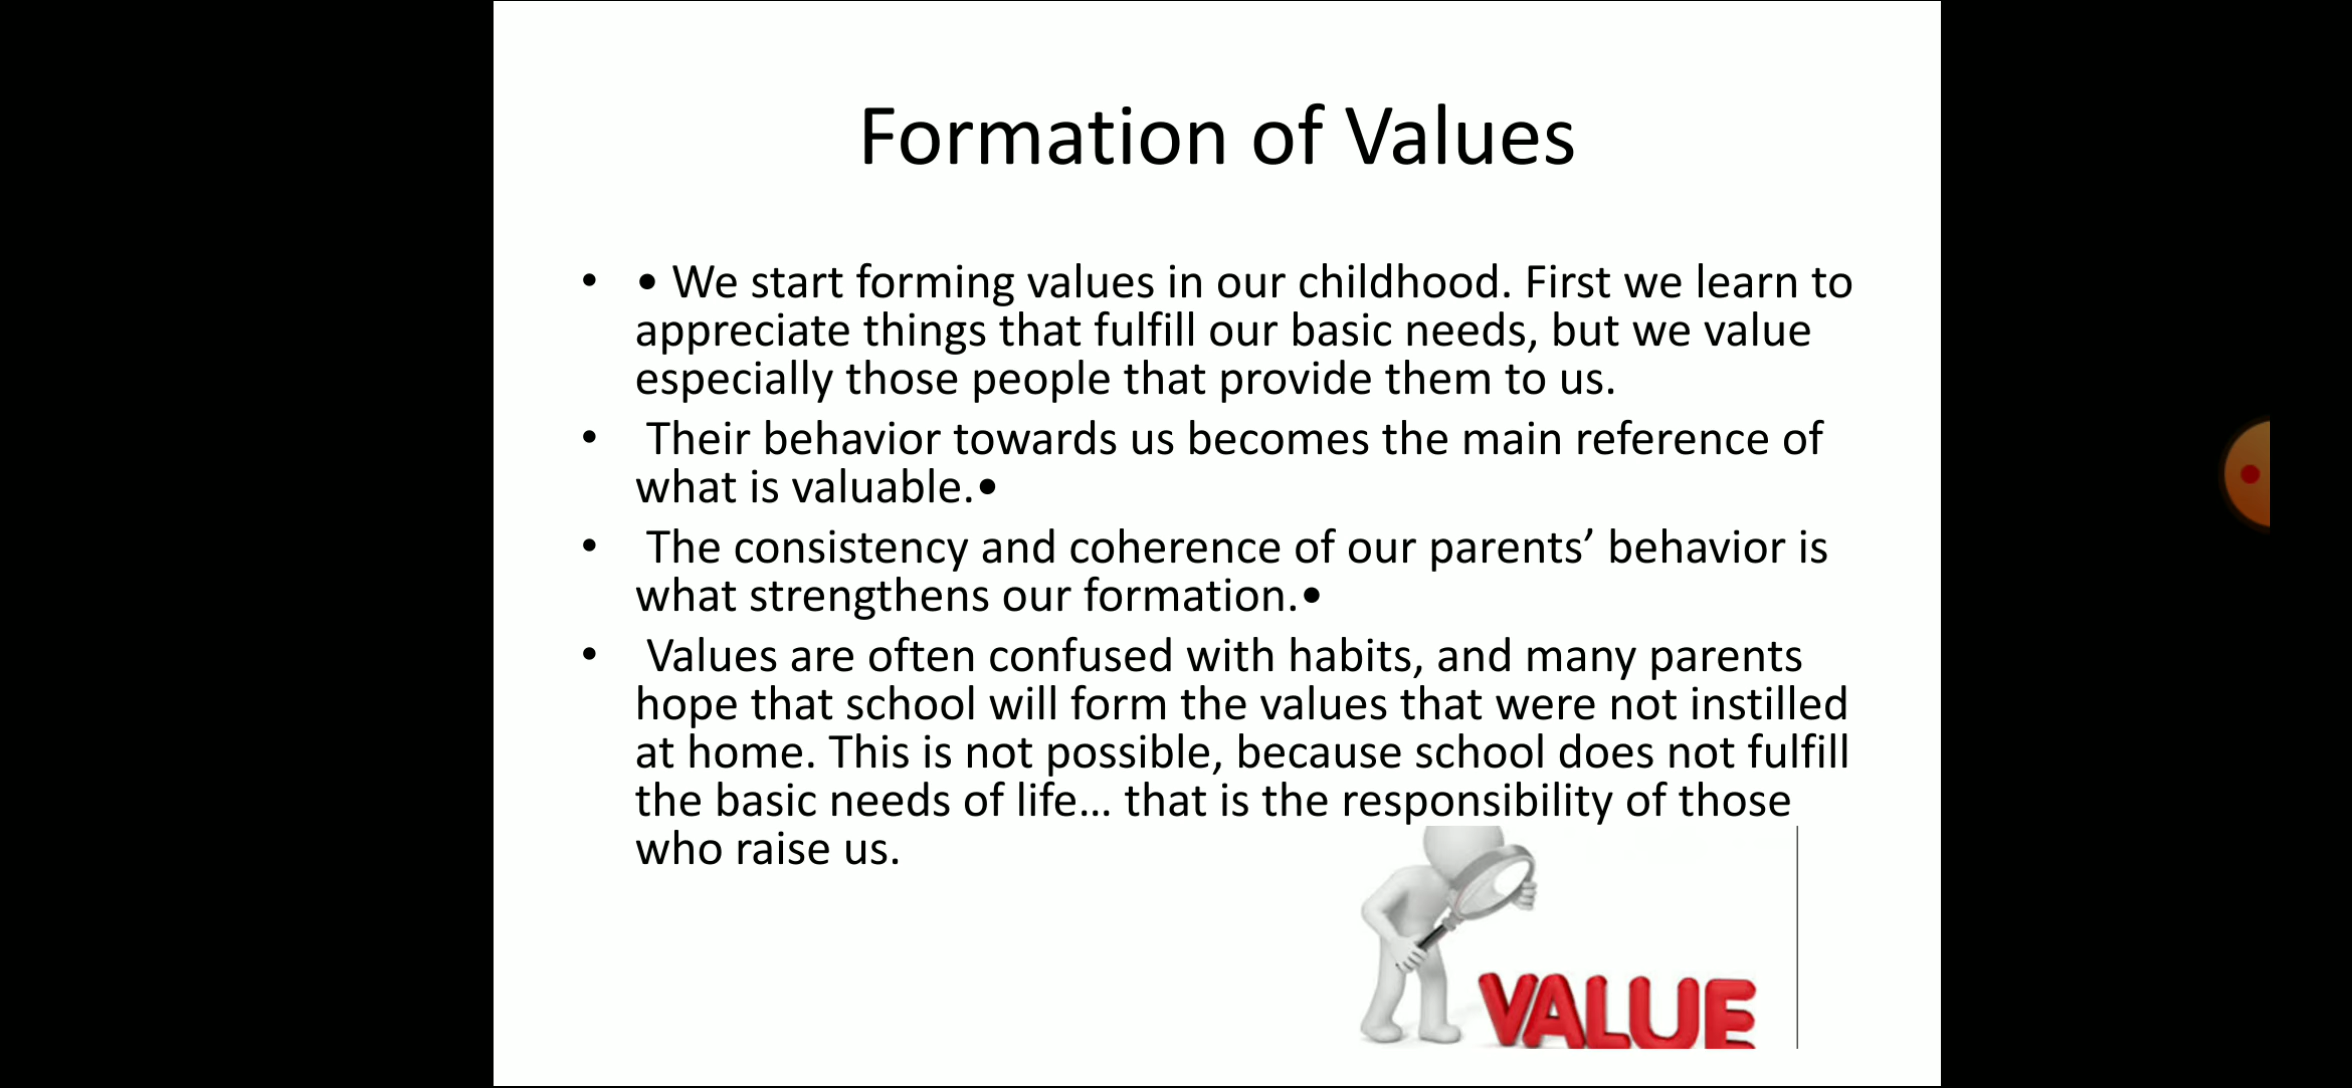 Formation of Values
• • We start forming values in our childhood. First we learn to
appreciate things that fulfill our basic needs, but we value
especially those people that provide them to us.
• Their behavior towards us becomes the main reference of
what is valuable.•
• The consistency and coherence of our parents’ behavior is
what strengthens our formation.•
• Values are often confused with habits, and many parents
hope that school will form the values that were not instilled
at home. This is not possible, because school does not fulfill
the basic needs of life... that is the responsibility of those
who raise us.
VALUE